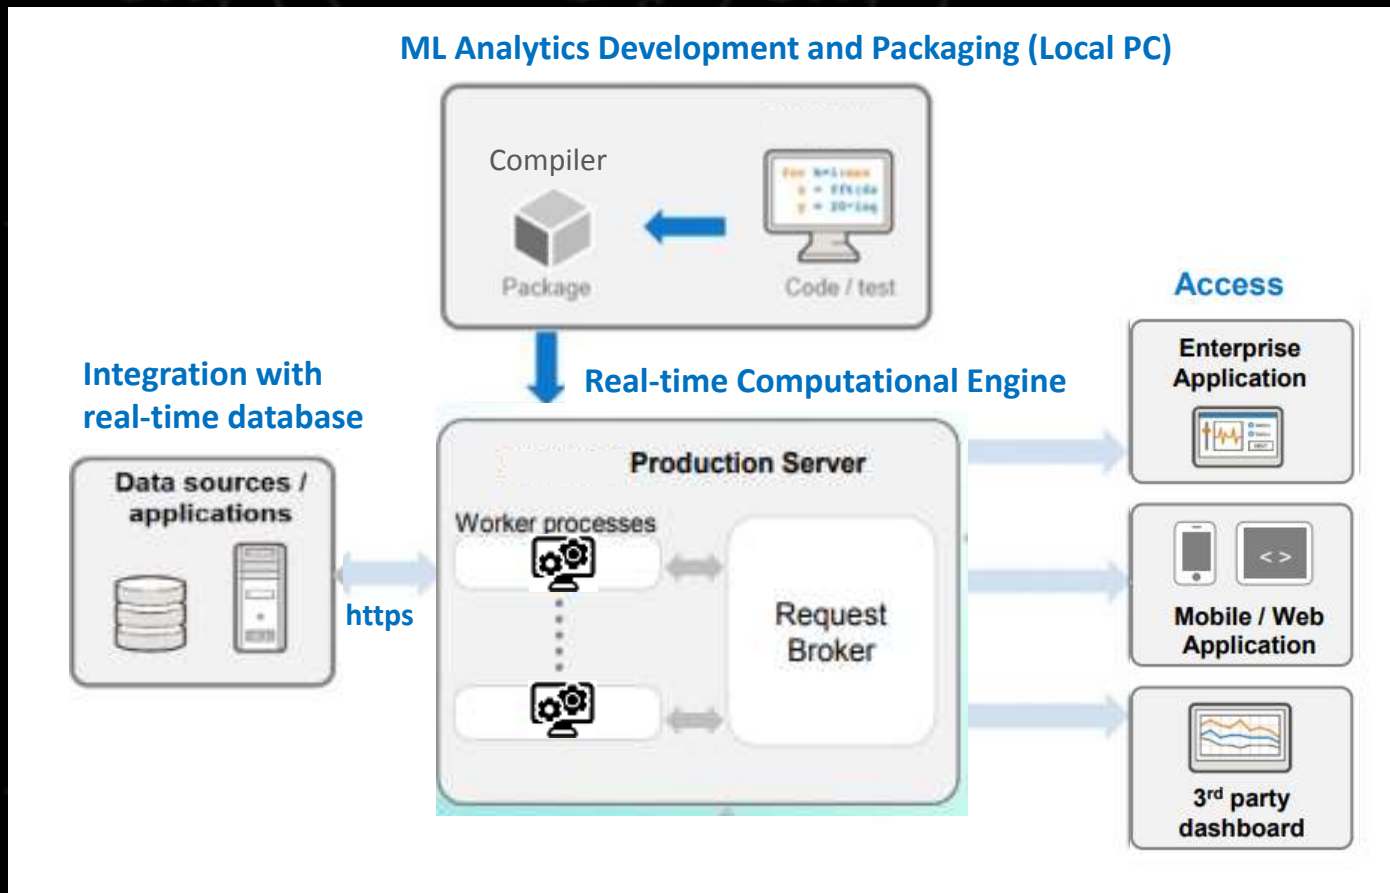 ML Analytics Development and Packaging (Local PC)
Compiler
for
Package
Code / test
Access
Enterprise
Application
Integration with
real-time database
Real-time Computational Engine
Data sources /
applications
Production Server
Worker processes
https
Request
Broker
< >
Mobile / Web
Application
3rd party
dashboard